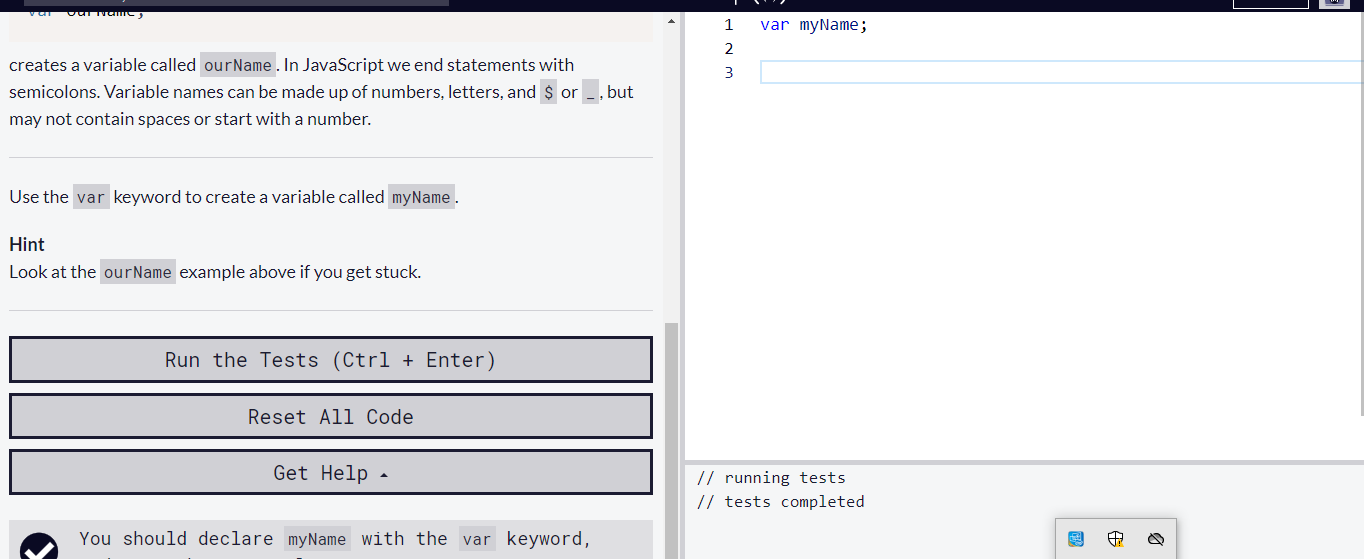 var ourName;
creates a variable called ourName. In JavaScript we end statements with
semicolons. Variable names can be made up of numbers, letters, and $ or _, but
may not contain spaces or start with a number.
Use the var keyword to create a variable called myName.
Hint
Look at the ourName example above if you get stuck.
Run the Tests (Ctrl + Enter)
Reset All Code
Get Help
You should declare myName with the var keyword,
1 var myName;
2
3
// running tests
// tests completed